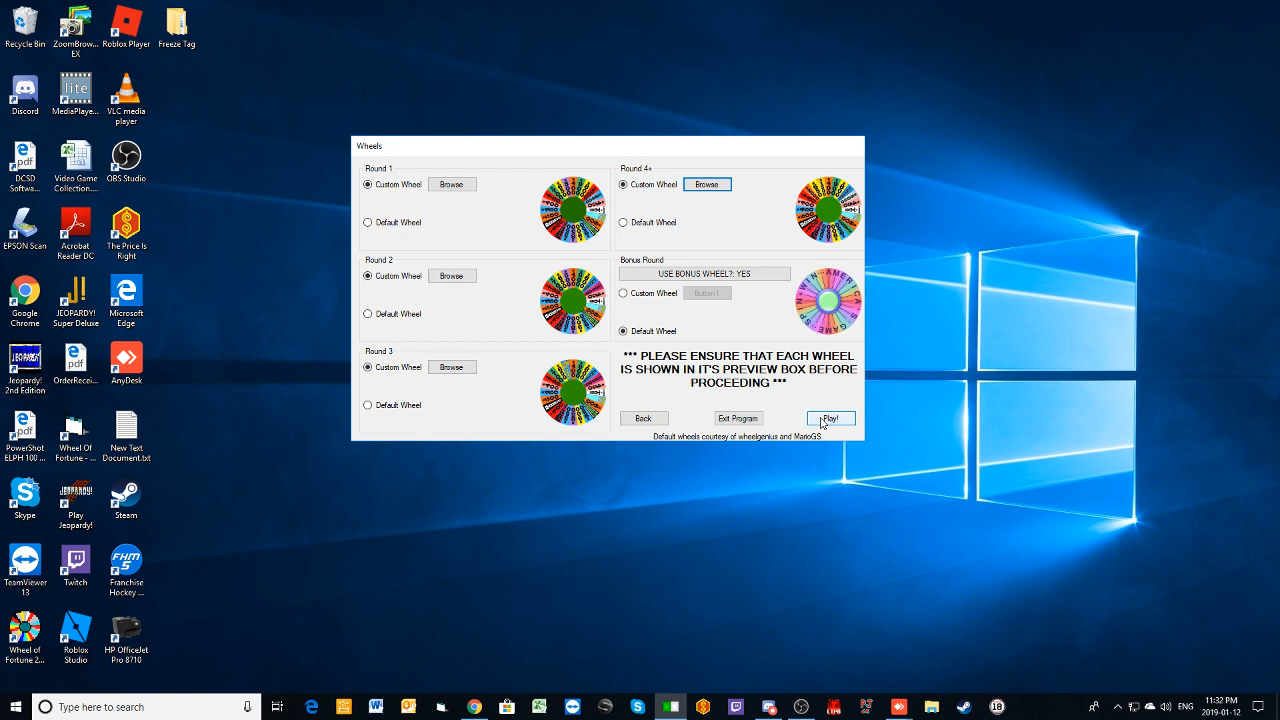 Recycle Bin
ZoomBrow...
EX
Roblox Player
Freeze Tag
Discord
MediaPlaye...
VLC media
player
DCSD
Softwa...
Video Game
Collection....
OBS Studio
EPSON Scan
Acrobat
Reader DC
The Price Is
Right
Google
Chrome
JEOPARDY!
Super Deluxe
Microsoft
Edge
Jeopardy!
2nd Edition
OrderRecei...
AnyDesk
PowerShot
ELPH 100 ...
Wheel Of
Fortune - ...
New Text
Document.txt
Skype
Play
Jeopardy!
Steam
TeamViewer
13
Twitch
Franchise
Hockey ...
Wheel of
Fortune 2...
Roblox
Studio
HP OfficeJet
Pro 8710
Wheels
Round 1
Custom Wheel
Browse
Default Wheel
Round 2
Custom Wheel
Browse
Default Wheel
Round 3
Custom Wheel
Browse
Default Wheel
Round 4+
Custom Wheel
Browse
Default Wheel
Bonus Round
USE BONUS WHEEL?: YES
Custom Wheel
Button1
Default Wheel
*** PLEASE ENSURE THAT EACH WHEEL
IS SHOWN IN IT'S PREVIEW BOX BEFORE
PROCEEDING ***
Back
Exit Program
Play!
Default wheels courtesy of wheelgenius and MarioGS
Type here to search
ENG
11:32 PM
2019-01-12